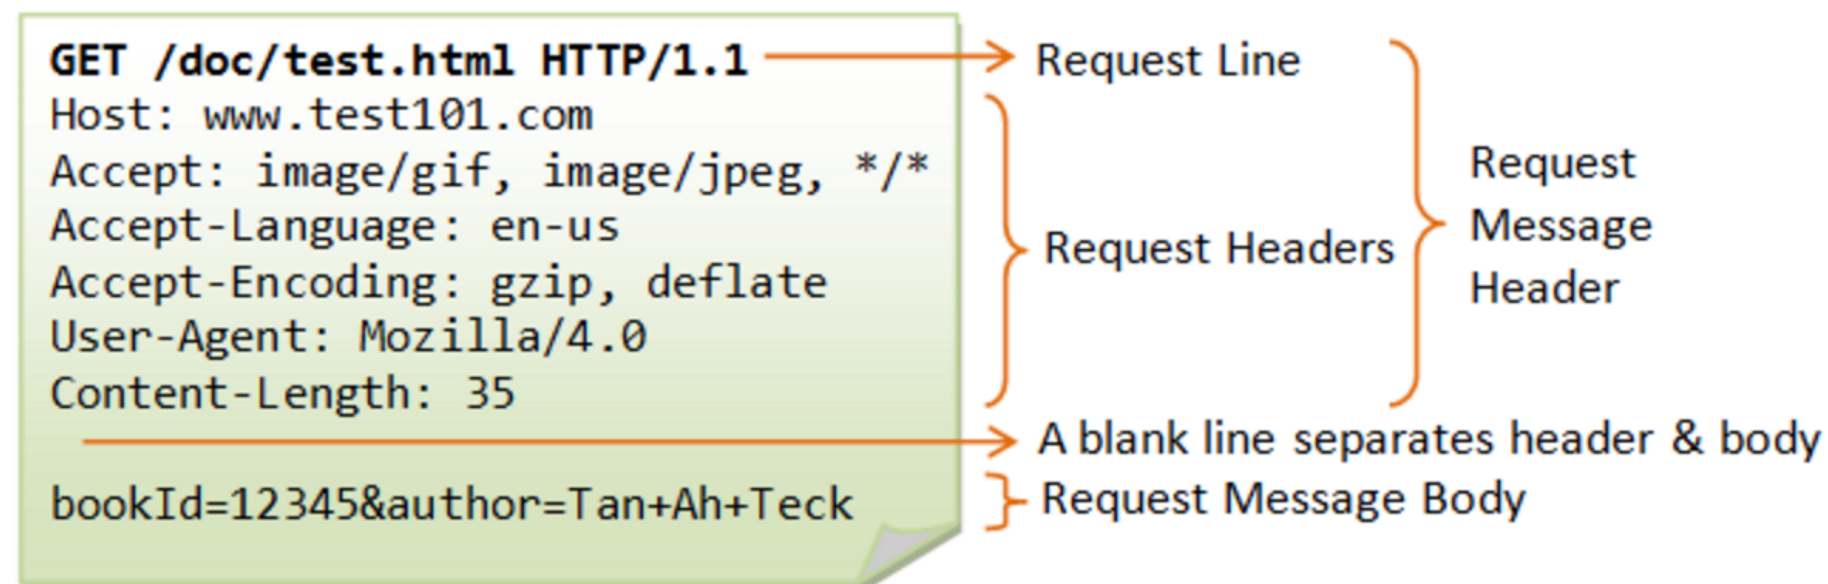 GET /doc/test.html HTTP/1.1
Host: www.test101.com
Accept: image/gif, image/jpeg, */*
Accept-Language: en-us
Accept-Encoding: gzip, deflate
User-Agent: Mozilla/4.0
Content-Length: 35
bookId=12345&author=Tan+Ah+Teck
Request Line
Request Headers
Request
Message
Header
A blank line separates header & body
Request Message Body